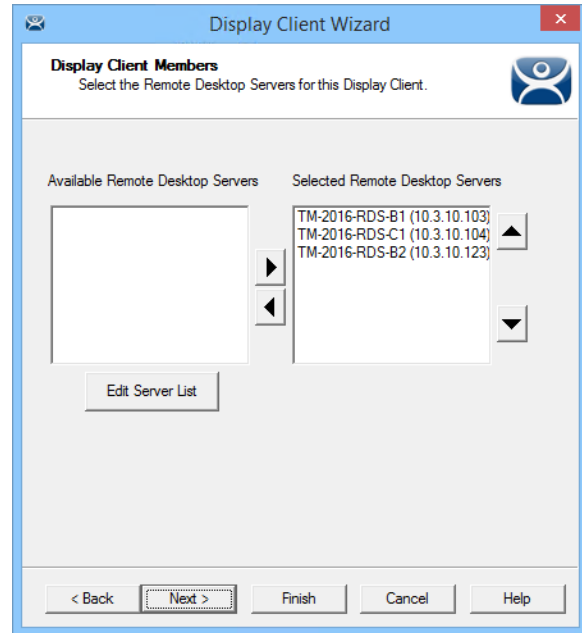 Display Client Wizard
Display Client Members
Select the Remote Desktop Servers for this Display Client.
Available Remote Desktop Servers
Selected Remote Desktop Servers
TM-2016-RDS-B1 (10.3.10.103)
TM-2016-RDS-C1 (10.3.10.104)
TM-2016-RDS-B2 (10.3.10.123)
Edit Server List
< Back
Next >
Finish
Cancel
Help